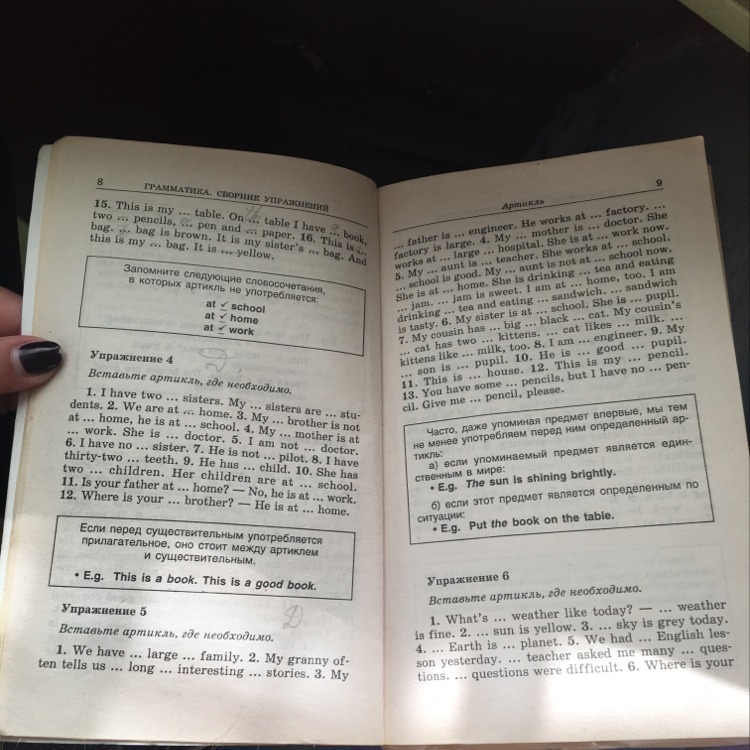 8
ГРАММАТИКА. СБОРНИК УПРАЖНЕНИЙ
15. This is my ... table. On ... table I have ... book,
two ... pencils, ... pen and ... paper. 16. This is ...
bag. ... bag is brown. It is my sister's ... bag. And
this is my ... bag. It is ... yellow.
Запомните следующие словосочетания,
в которых артикль не употребляется:
at ✓ school
at ✓ home
at ✓ work
Упражнение 4
Вставьте артикль, где необходимо.
1. I have two ... sisters. My ... sisters are ... stu-
dents. 2. We are at ... home. 3. My ... brother is not
at ... home, he is at ... school. 4. My ... mother is at
... work. She is ... doctor. 5. I am not ... doctor.
6. I have no ... sister. 7. He is not ... pilot. 8. I have
thirty-two ... teeth. 9. He has ... child. 10. She has
two ... children. Her children are at ... school.
11. Is your father at ... home? — No, he is at ... work.
12. Where is your ... brother? — He is at ... home.
Если перед существительным употребляется
прилагательное, оно стоит между артиклем
и существительным.
• E.g. This is a book. This is a good book.
Упражнение 5
Вставьте артикль, где необходимо.
1. We have ... large ... family. 2. My granny of-
ten tells us ... long ... interesting ... stories. 3. My
Артикль
9
... father is ... engineer. He works at ... factory. ...
factory is large. 4. My ... mother is ... doctor. She
works at ... large ... hospital. She is at ... work now.
5. My ... aunt is ... teacher. She works at ... school.
... school is good. My ... aunt is not at ... school now.
She is at ... home. She is drinking ... tea and eating
... jam. ... jam is sweet. I am at ... home, too. I am
drinking ... tea and eating ... sandwich. ... sandwich
is tasty. 6. My sister is at ... school. She is ... pupil.
7. My cousin has ... big ... black ... cat. My cousin's
... cat has two ... kittens. ... cat likes ... milk. ...
kittens like ... milk, too. 8. I am ... engineer. 9. My
... son is ... pupil. 10. He is ... good ... pupil.
11. This is ... house. 12. This is my ... pencil.
13. You have some ... pencils, but I have no ... pen-
cil. Give me ... pencil, please.
Часто, даже упоминая предмет впервые, мы тем
не менее употребляем перед ним определенный ар-
тикль:
а) если упоминаемый предмет является един-
ственным в мире:
• E.g. The sun is shining brightly.
б) если этот предмет является определенным по
ситуации:
• E.g. Put the book on the table.
Упражнение 6
Вставьте артикль, где необходимо.
1. What's ... weather like today? — ... weather
is fine. 2. ... sun is yellow. 3. ... sky is grey today.
4. ... Earth is ... planet. 5. We had ... English les-
son yesterday. ... teacher asked me many ... ques-
tions. ... questions were difficult. 6. Where is your